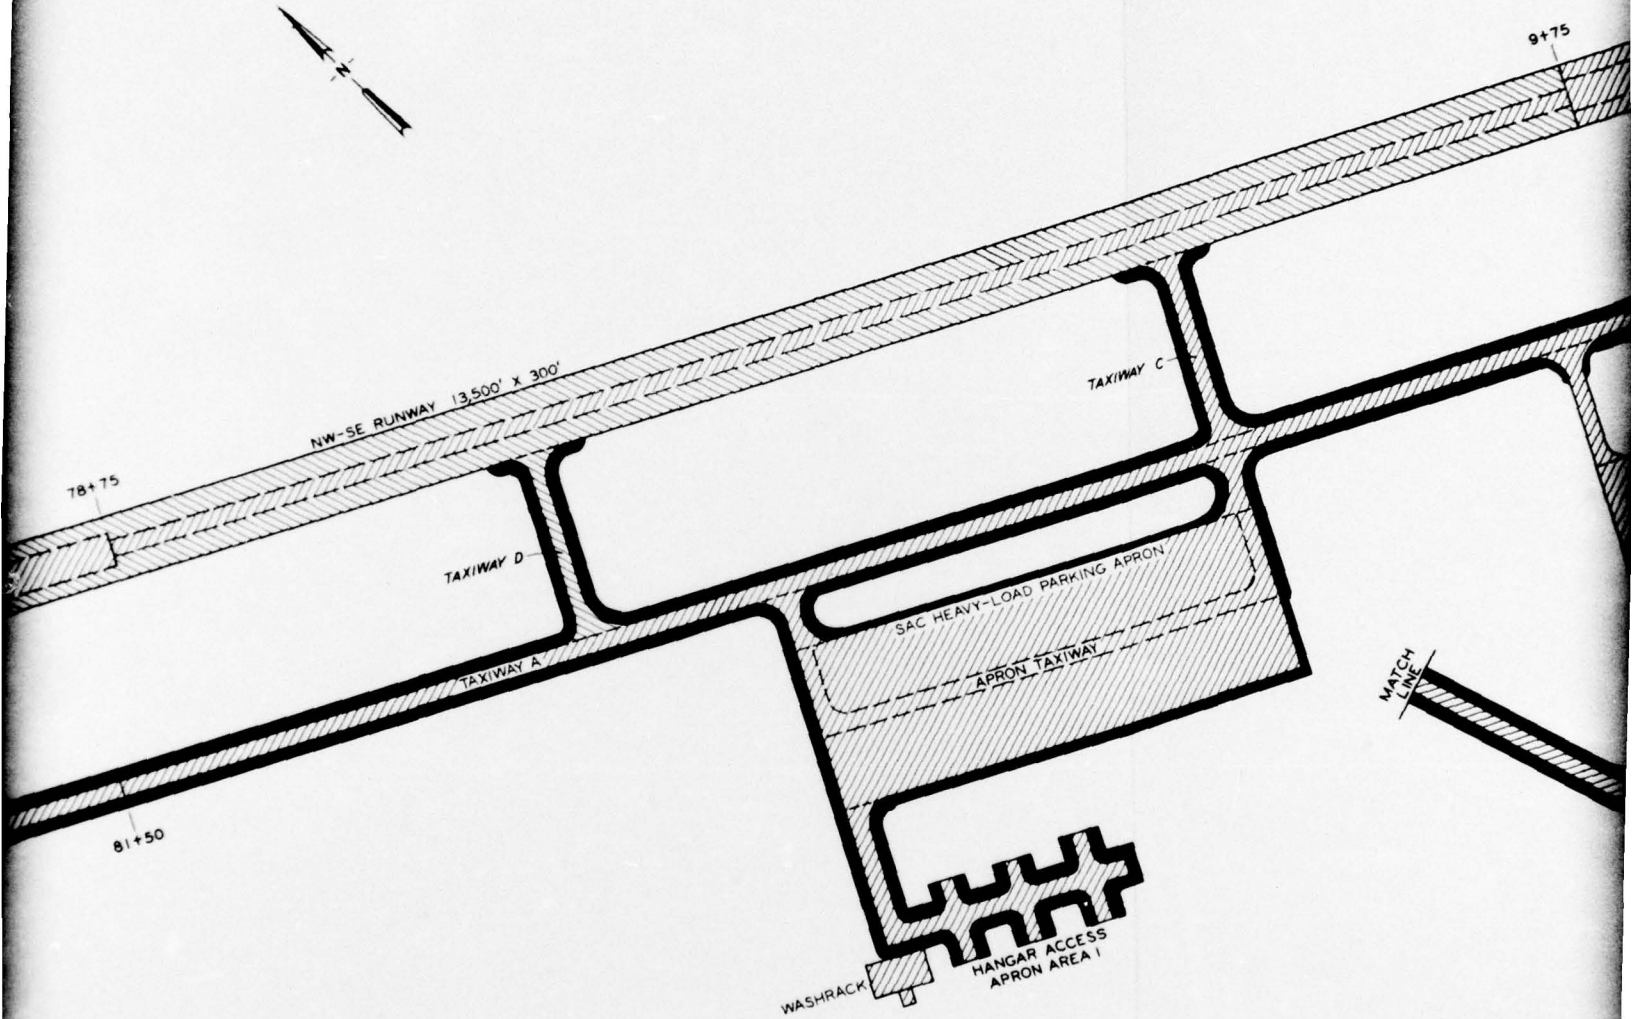 N
9+75
NW-SE RUNWAY 13,500' X 300'
78+75
TAXIWAY C
TAXIWAY D
TAXIWAY A
SAC HEAVY-LOAD PARKING APRON
APRON TAXIWAY
MATCH
LINE
81+50
HANGAR ACCESS
APRON AREA 1
WASHRACK